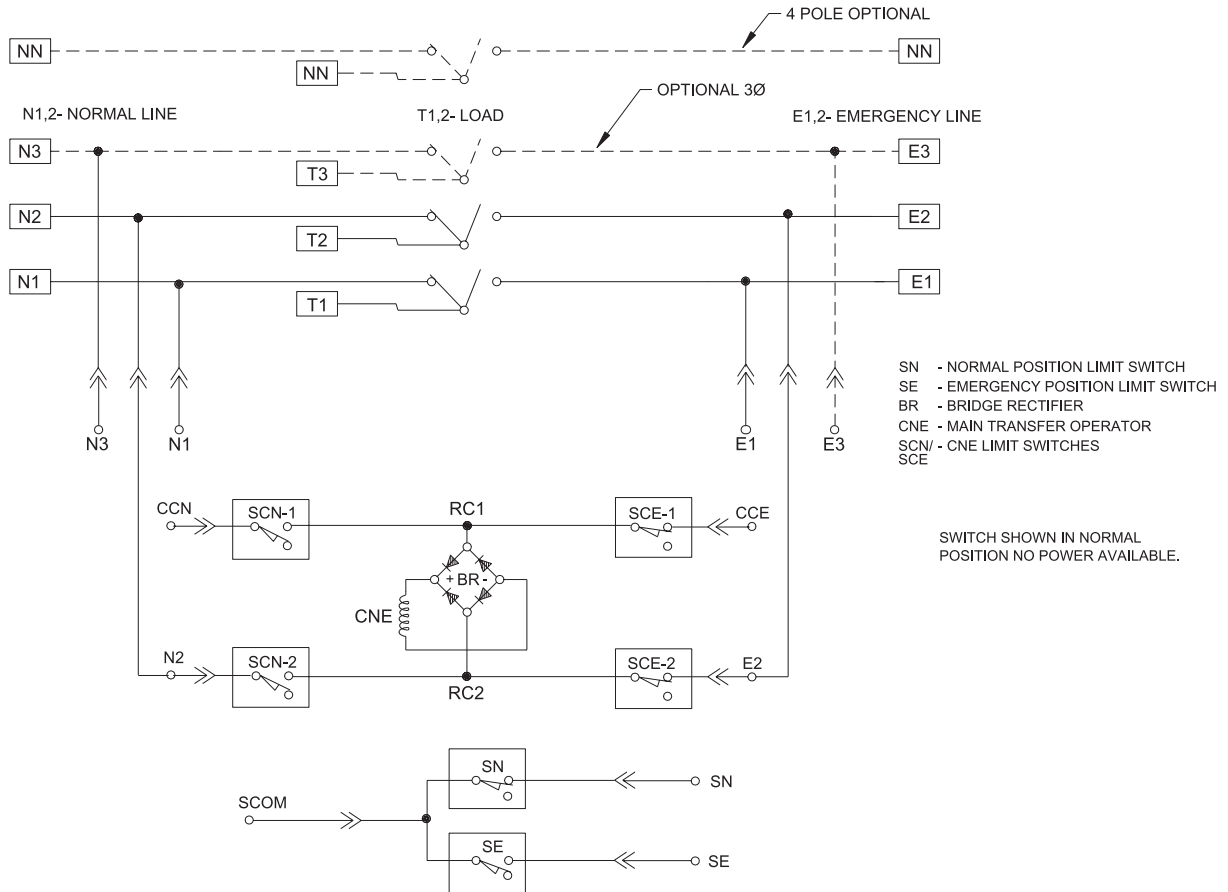 4 POLE OPTIONAL
NN
NN
NN
OPTIONAL 3Ø
N1,2- NORMAL LINE
T1,2- LOAD
E1,2- EMERGENCY LINE
N3
T3
E3
N2
T2
E2
N1
T1
E1
SN - NORMAL POSITION LIMIT SWITCH
SE - EMERGENCY POSITION LIMIT SWITCH
BR - BRIDGE RECTIFIER
CNE - MAIN TRANSFER OPERATOR
SCN/ - CNE LIMIT SWITCHES
SCE
N3
N1
E1
E3
CCN
SCN-1
RC1
SCE-1
CCE
SWITCH SHOWN IN NORMAL
POSITION NO POWER AVAILABLE.
+ BR -
CNE
N2
SCN-2
RC2
SCE-2
E2
SN
SN
SCOM
SE
SE